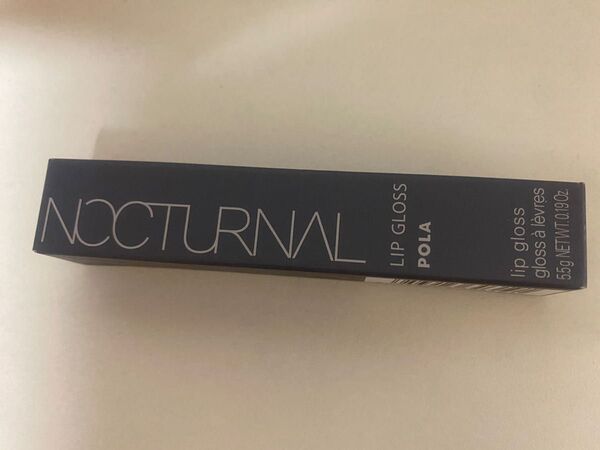 NOCTURNAL
LIP GLOSS
POLA
lip gloss
gloss à lèvres
5.5g NET WT. 0.19 Oz.